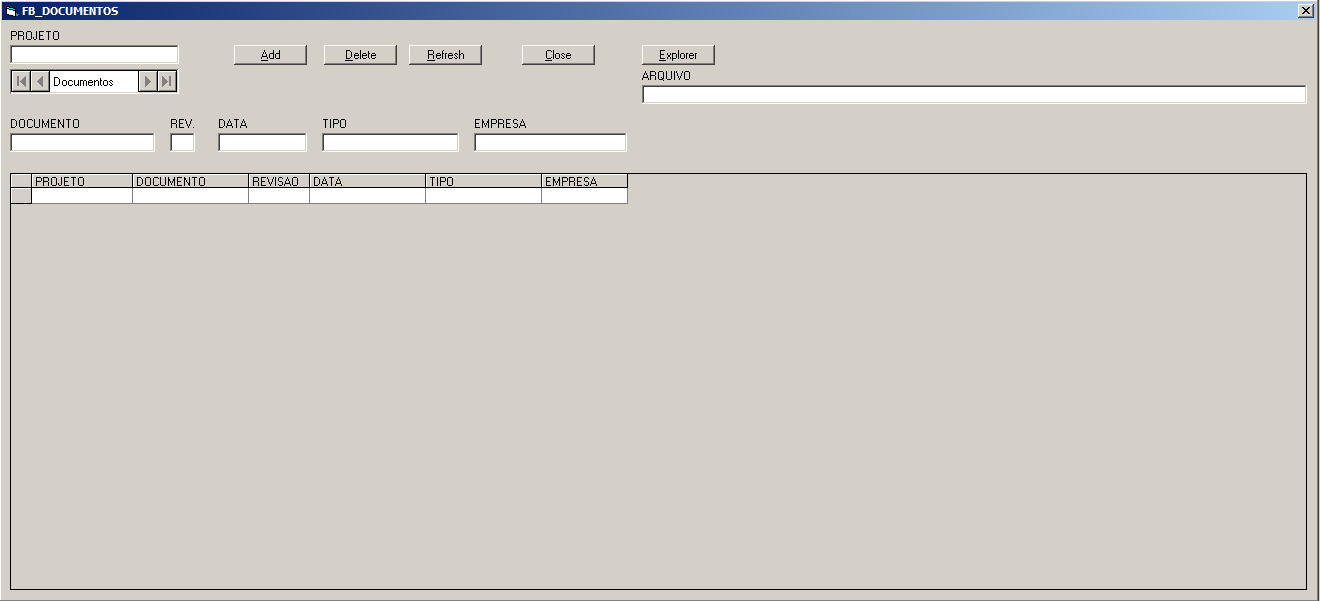 FB_DOCUMENTOS
PROJETO
Add Delete Refresh Close Explorer
Documentos
ARQUIVO
DOCUMENTO REV. DATA TIPO EMPRESA
PROJETO DOCUMENTO REVISAO DATA TIPO EMPRESA